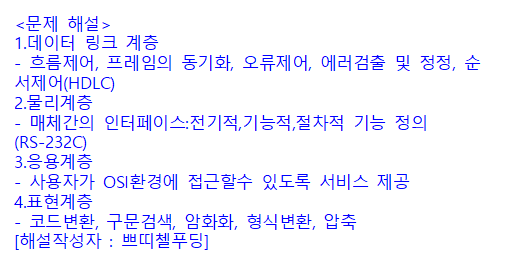 <문제 해설>
1.데이터 링크 계층
- 흐름제어, 프레임의 동기화, 오류제어, 에러검출 및 정정, 순
서제어(HDLC)
2.물리계층
- 매체간의 인터페이스:전기적,기능적,절차적 기능 정의
(RS-232C)
3.응용계층
- 사용자가 OSI환경에 접근할수 있도록 서비스 제공
4.표현계층
- 코드변환, 구문검색, 암화화, 형식변환, 압축
[해설작성자 : 쁘띠첼푸딩]